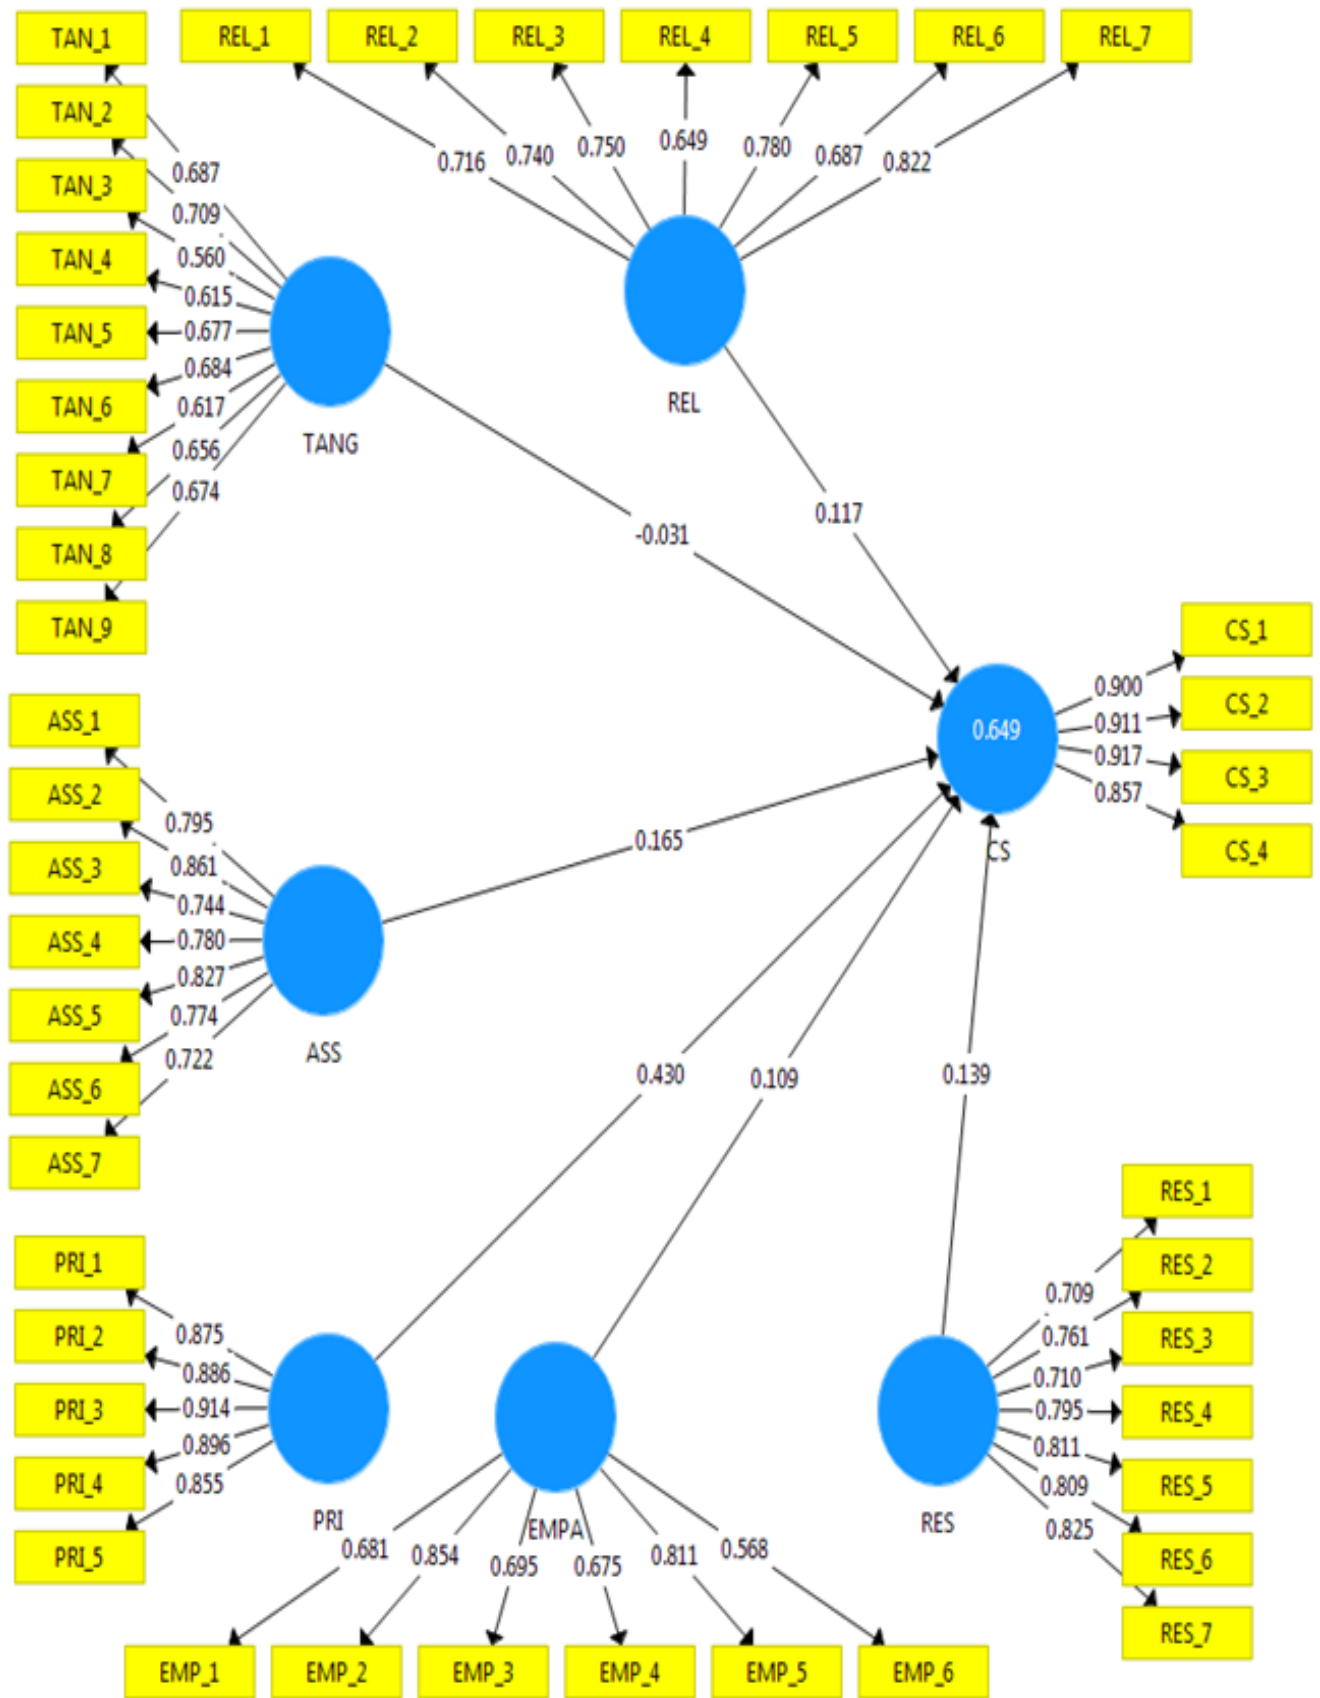 TAN_1
REL_1
REL_2
REL_3
REL_4
REL_5
REL_6
REL_7
TAN_2
TAN_3
TAN_4
TAN_5
TAN_6
TAN_7
TAN_8
TAN_9
0.687
0.709
0.560
0.615
0.677
0.684
0.617
0.656
0.674
TANG
0.716
0.740
0.750
0.649
0.780
0.687
0.822
REL
-0.031
0.117
0.649
CS
0.900
0.911
0.917
0.857
CS_1
CS_2
CS_3
CS_4
ASS_1
ASS_2
ASS_3
ASS_4
ASS_5
ASS_6
ASS_7
0.795
0.861
0.744
0.780
0.827
0.774
0.722
ASS
0.165
0.430
0.109
0.139
PRI_1
PRI_2
PRI_3
PRI_4
PRI_5
0.875
0.886
0.914
0.896
0.855
PRI
EMPA
0.681
0.854
0.695
0.675
0.811
0.568
EMP_1
EMP_2
EMP_3
EMP_4
EMP_5
EMP_6
RES
0.709
0.761
0.710
0.795
0.811
0.809
0.825
RES_1
RES_2
RES_3
RES_4
RES_5
RES_6
RES_7